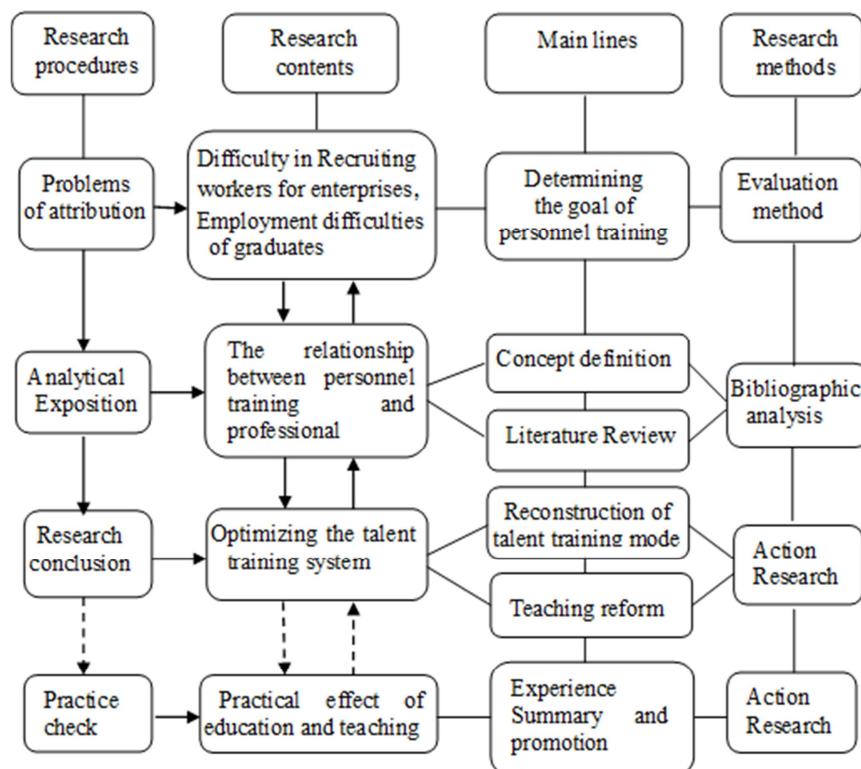 Research
procedures
Research
contents
Main lines
Research
methods
Problems
of attribution
Difficulty in Recruiting
workers for enterprises,
Employment difficulties
of graduates
Determining
the goal of
personnel training
Evaluation
method
Analytical
Exposition
The relationship
between personnel
training and
professional
Concept definition
Literature Review
Bibliographic
analysis
Research
conclusion
Optimizing the talent
training system
Reconstruction of
talent training mode
Teaching reform
Action
Research
Practice
check
Practical effect of
education and teaching
Experience
Summary and
promotion
Action
Research